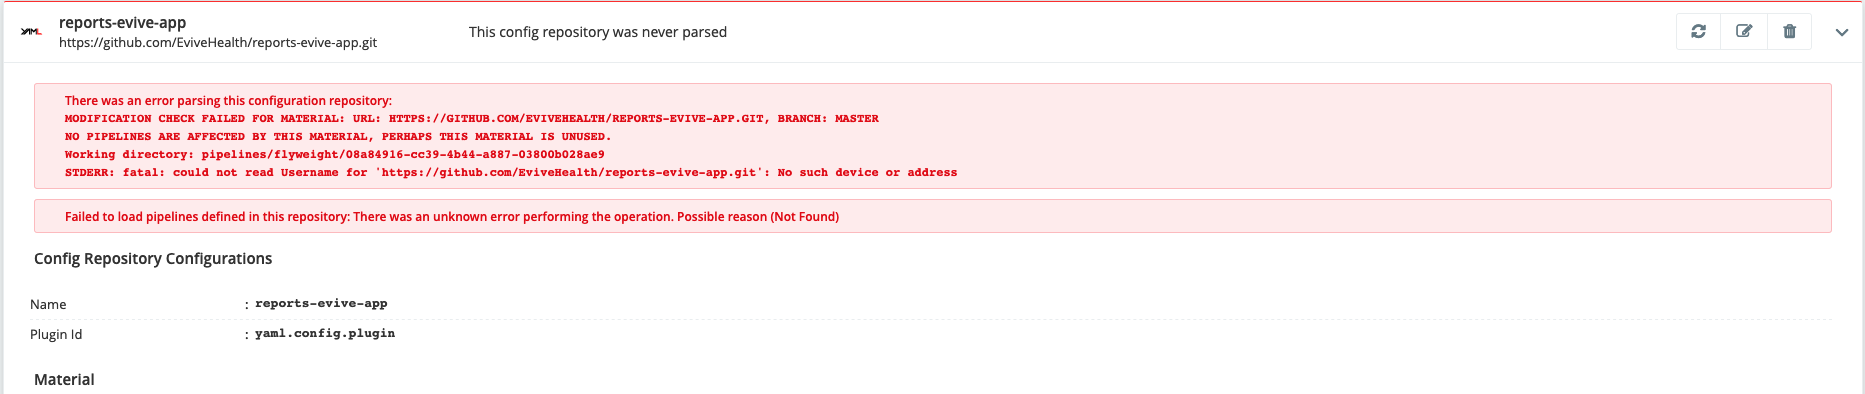 YAML
reports-evive-app
https://github.com/EviveHealth/reports-evive-app.git
This config repository was never parsed
There was an error parsing this configuration repository:
MODIFICATION CHECK FAILED FOR MATERIAL: URL: HTTPS://GITHUB.COM/EVIVEHEALTH/REPORTS-EVIVE-APP.GIT, BRANCH: MASTER
NO PIPELINES ARE AFFECTED BY THIS MATERIAL, PERHAPS THIS MATERIAL IS UNUSED.
Working directory: pipelines/flyweight/08a84916-cc39-4b44-a887-03800b028ae9
STDERR: fatal: could not read Username for 'https://github.com/EviveHealth/reports-evive-app.git': No such device or address
Failed to load pipelines defined in this repository: There was an unknown error performing the operation. Possible reason (Not Found)
Config Repository Configurations
Name : reports-evive-app
Plugin Id : yaml.config.plugin
Material